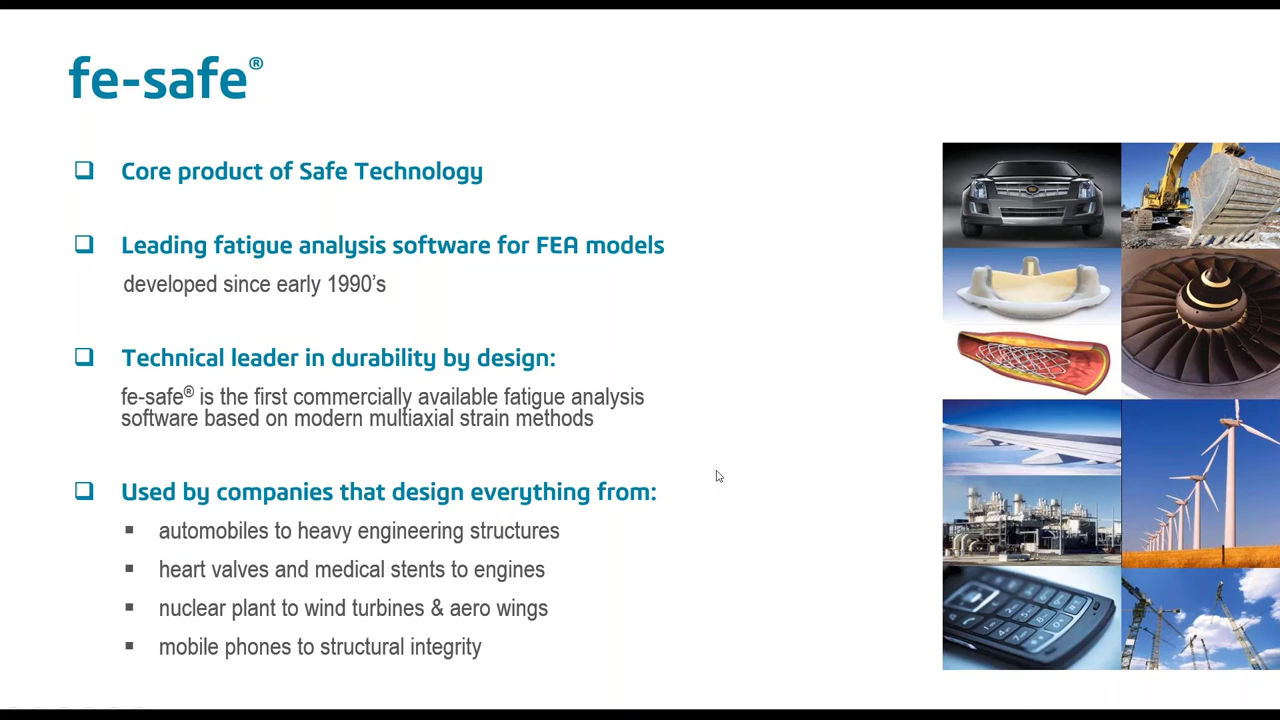 fe-safe®
Core product of Safe Technology
Leading fatigue analysis software for FEA models
developed since early 1990's
Technical leader in durability by design:
fe-safe® is the first commercially available fatigue analysis
software based on modern multiaxial strain methods
Used by companies that design everything from:
automobiles to heavy engineering structures
heart valves and medical stents to engines
nuclear plant to wind turbines & aero wings
mobile phones to structural integrity